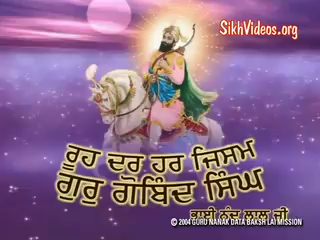 SikhVideos.org
ਰੂਹ ਦਰ ਹਰ ਜਿਸਮ
ਗੁਰੁ ਗੋਬਿੰਦ ਸਿੰਘ
ਭਾਈ ਨੰਦ ਲਾਲ ਜੀ
© 2004 GURU NANAK DATA BAKSH LAI MISSION